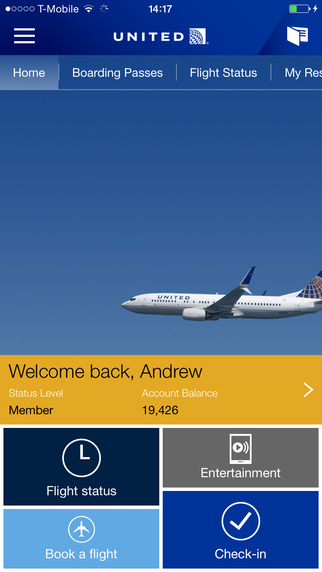 T-Mobile 14:17
UNITED
Home Boarding Passes Flight Status My Res
UNITED
Welcome back, Andrew
Status Level Account Balance
Member 19,426
Flight status
Entertainment
Book a flight
Check-in